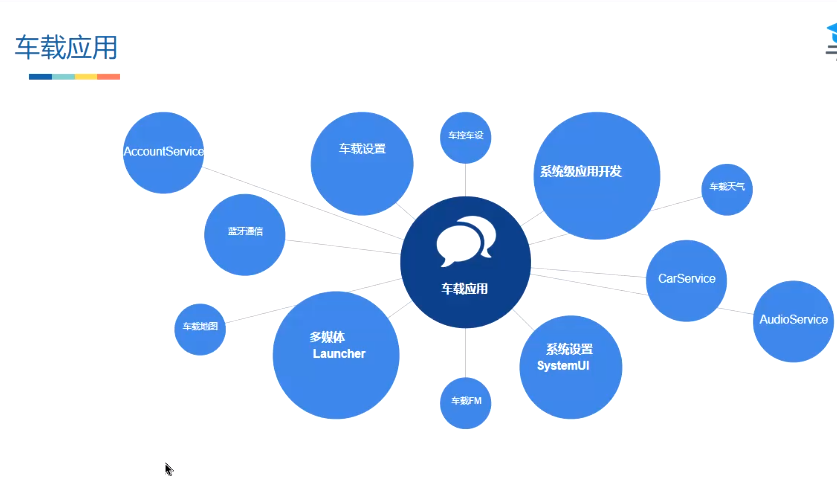 车载应用
AccountService
车载设置
车控车设
系统级应用开发
车载天气
蓝牙通信
车载应用
CarService
AudioService
车载地图
多媒体
Launcher
系统设置
SystemUI
车载FM